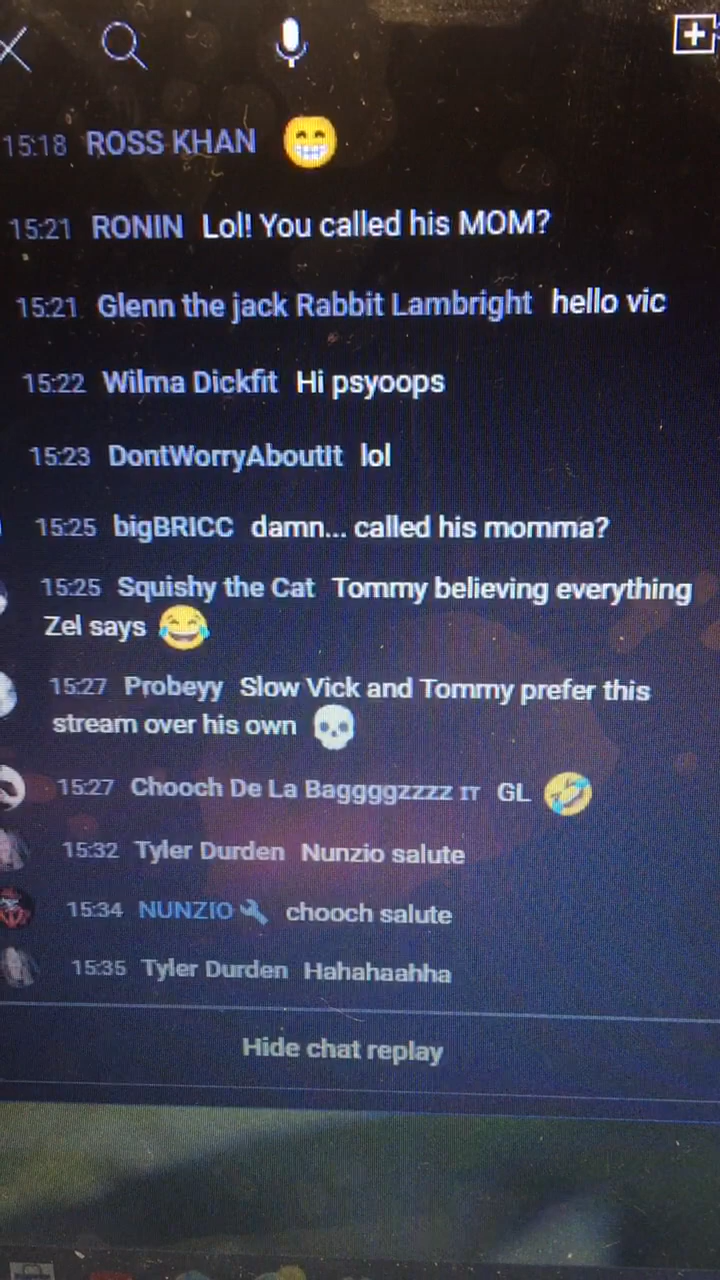 15:18 ROSS KHAN 😁
15:21 RONIN Lol! You called his MOM?
15:21 Glenn the jack Rabbit Lambright hello vic
15:22 Wilma Dickfit Hi psyoops
15:23 DontWorryAboutIt lol
15:25 bigBRICC damn... called his momma?
15:25 Squishy the Cat Tommy believing everything
Zel says 😂
15:27 Probeyy Slow Vick and Tommy prefer this
stream over his own 💀
15:27 Chooch De La Baggggzzzz IT GL 🤣
15:32 Tyler Durden Nunzio salute
15:34 NUNZIO🔧 chooch salute
15:35 Tyler Durden Hahahaahha
Hide chat replay